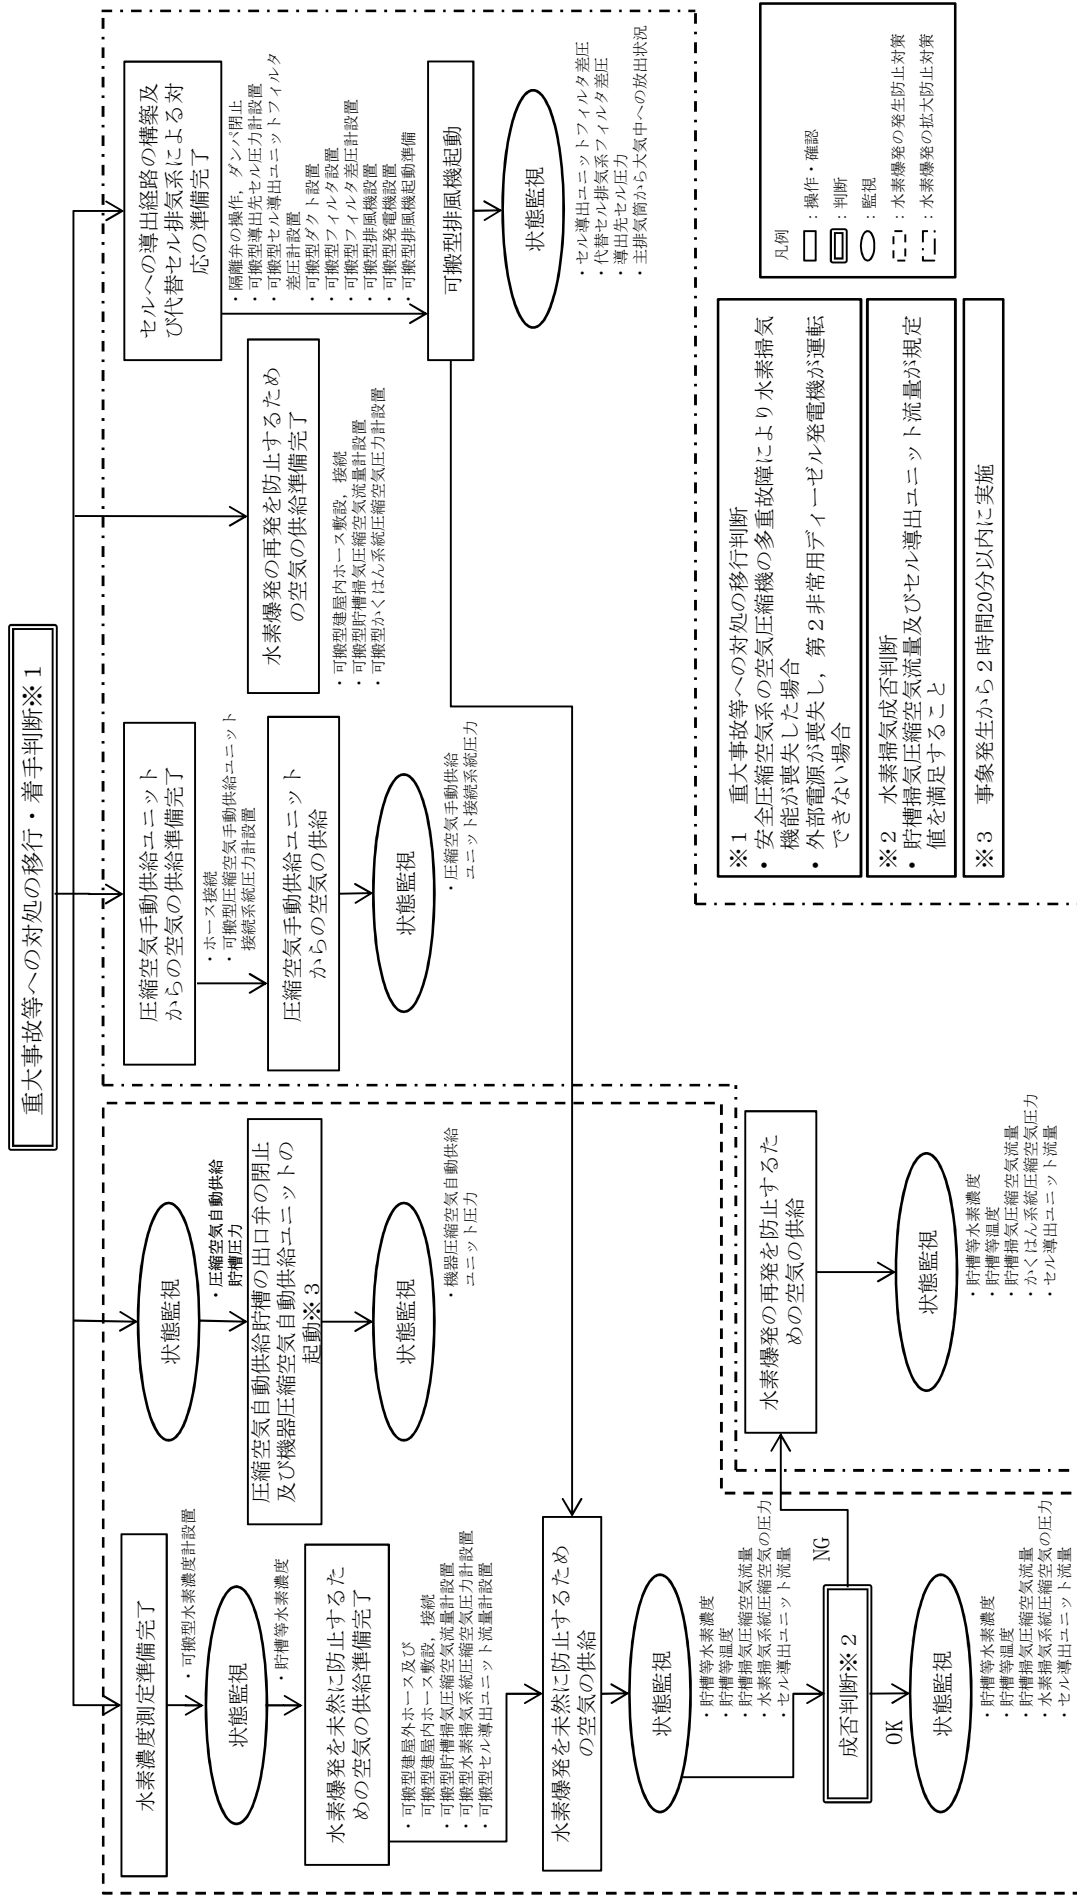 重大事故等への対処の移行・着手判断※1
水素濃度測定準備完了
・可搬型水素濃度計設置
状態監視
・貯槽等水素濃度
水素爆発を未然に防止するた
めの空気の供給準備完了
・可搬型建屋外ホース及び
可搬型建屋内ホース敷設,接続
・可搬型貯槽掃気圧縮空気流量計設置
・可搬型水素掃気系統圧縮空気圧力計設置
・可搬型セル導出ユニット流量計設置
水素爆発を未然に防止するため
の空気の供給
状態監視
・貯槽等水素濃度
・貯槽等温度
・貯槽掃気圧縮空気流量
・水素掃気系統圧縮空気の圧力
・セル導出ユニット流量
成否判断※2
NG
OK
状態監視
・貯槽等水素濃度
・貯槽等温度
・貯槽掃気圧縮空気流量
・水素掃気系統圧縮空気の圧力
・セル導出ユニット流量
状態監視
・圧縮空気自動供給
貯槽圧力
圧縮空気自動供給貯槽の出口弁の閉止
及び機器圧縮空気自動供給ユニットの
起動※3
状態監視
・機器圧縮空気自動供給
ユニット圧力
水素爆発の再発を防止するた
めの空気の供給
状態監視
・貯槽等水素濃度
・貯槽等温度
・貯槽掃気圧縮空気流量
・かくはん系統圧縮空気圧力
・セル導出ユニット流量
圧縮空気手動供給ユニット
からの空気の供給準備完了
・ホース接続
・可搬型圧縮空気手動供給ユニット
接続系統圧力計設置
圧縮空気手動供給ユニット
からの空気の供給
状態監視
・圧縮空気手動供給
ユニット接続系統圧力
水素爆発の再発を防止するため
の空気の供給準備完了
・可搬型建屋内ホース敷設,接続
・可搬型貯槽掃気圧縮空気流量計設置
・可搬型かくはん系統圧縮空気圧力計設置
セルへの導出経路の構築及
び代替セル排気系による対
応の準備完了
・隔離弁の操作,ダンパ閉止
・可搬型導出先セル圧力計設置
・可搬型セル導出ユニットフィルタ
差圧計設置
・可搬型ダクト設置
・可搬型フィルタ設置
・可搬型フィルタ差圧計設置
・可搬型排風機設置
・可搬型発電機設置
・可搬型排風機起動準備
可搬型排風機起動
状態監視
・セル導出ユニットフィルタ差圧
・代替セル排気系フィルタ差圧
・導出先セル圧力
・主排気筒から大気中への放出状況
※1 重大事故等への対処の移行判断
・安全圧縮空気系の空気圧縮機の多重故障により水素掃気
機能が喪失した場合
・外部電源が喪失し,第2非常用ディーゼル発電機が運転
できない場合
※2 水素掃気成否判断
・貯槽掃気圧縮空気流量及びセル導出ユニット流量が規定
値を満足すること
※3 事象発生から2時間20分以内に実施
凡例
:操作・確認
:判断
:監視
:水素爆発の発生防止対策
:水素爆発の拡大防止対策